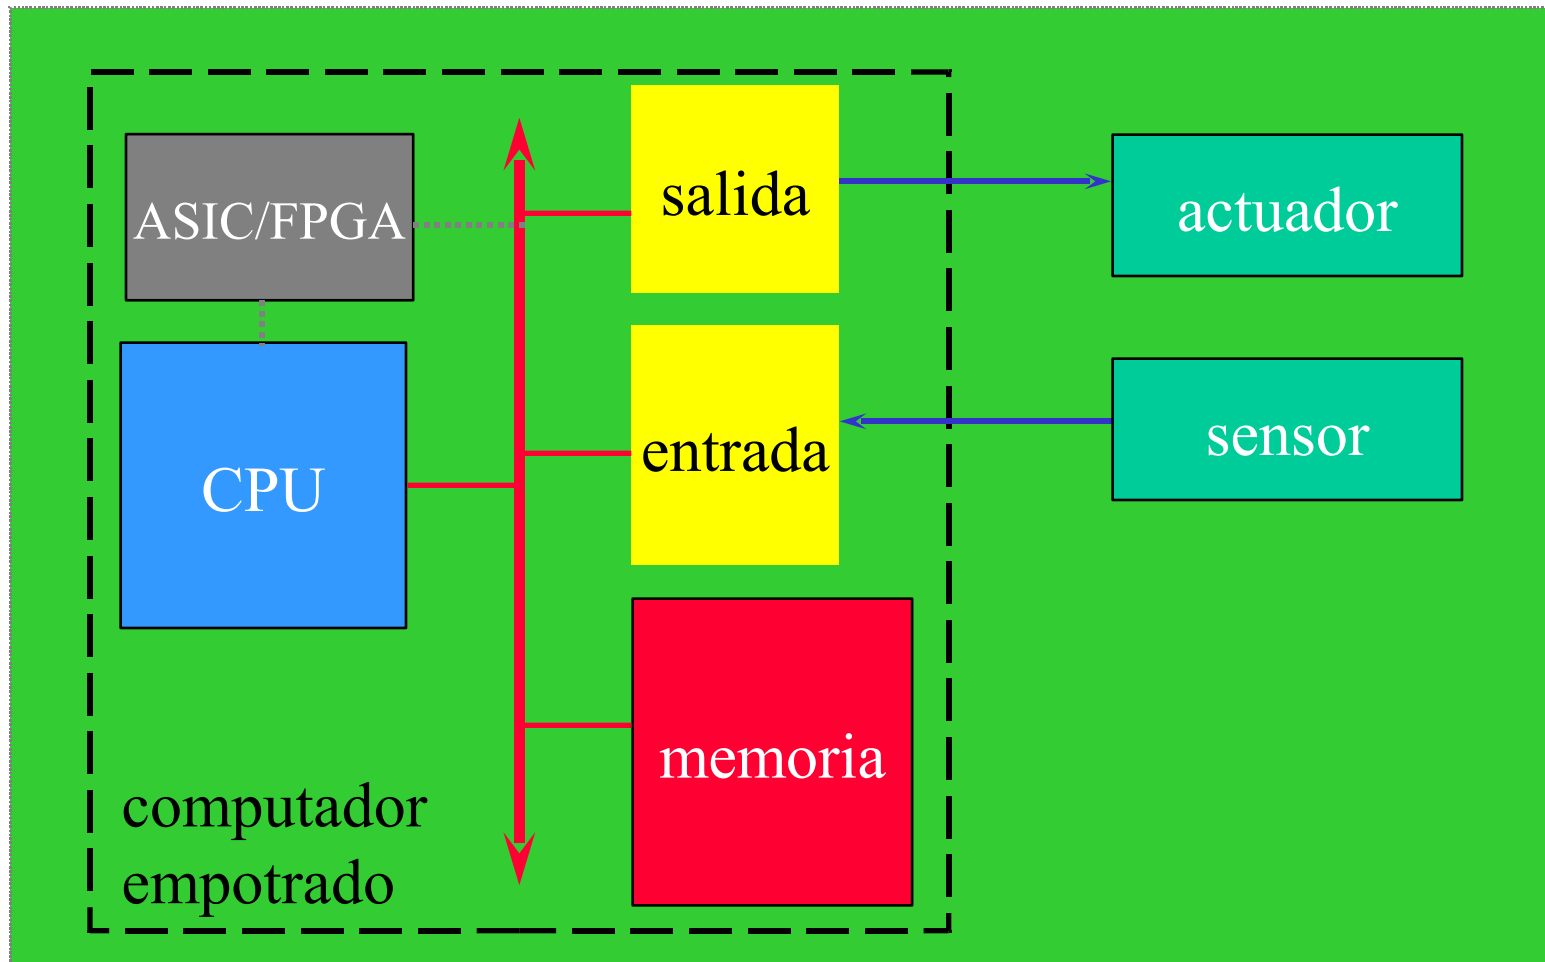 salida
ASIC/FPGA
actuador
entrada
sensor
CPU
memoria
computador
empotrado